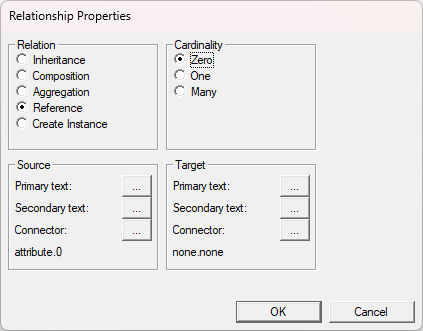 Relationship Properties
Relation
Inheritance
Composition
Aggregation
Reference
Create Instance
Cardinality
Zero
One
Many
Source
Primary text: ...
Secondary text: ...
Connector: ...
attribute.0
Target
Primary text: ...
Secondary text: ...
Connector: ...
none.none
OK
Cancel